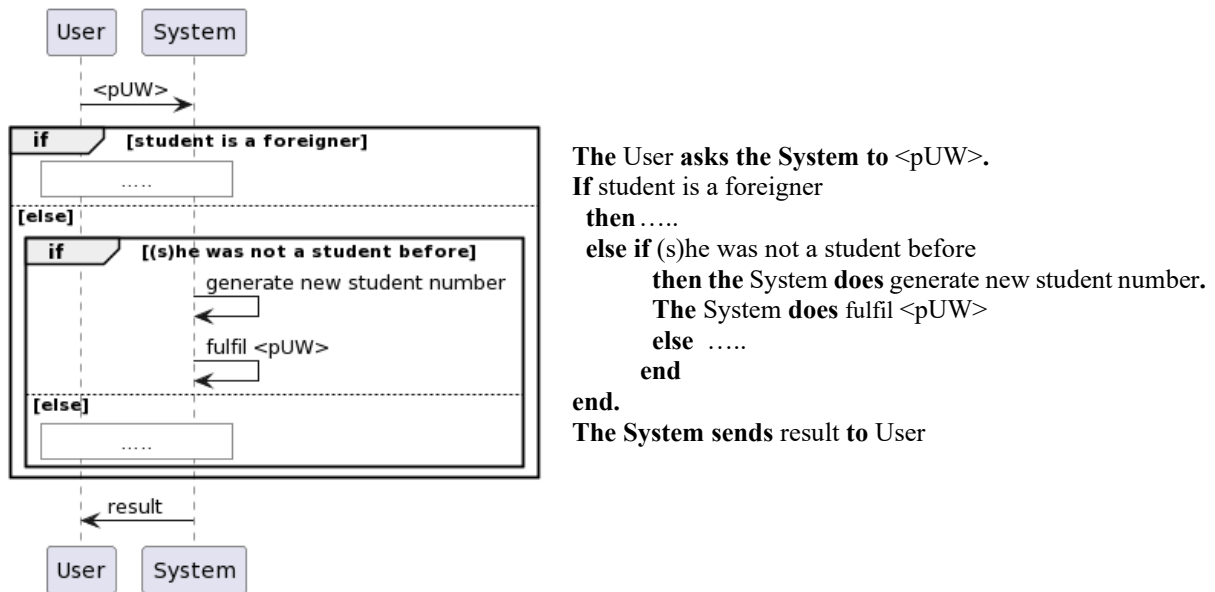 User System
<pUW>
if [student is a foreigner]
.....
[else]
if [(s)he was not a student before]
generate new student number
fulfil <pUW>
[else]
.....
result
User System
The User asks the System to <pUW>.
If student is a foreigner
then .....
else if (s)he was not a student before
then the System does generate new student number.
The System does fulfil <pUW>
else .....
end
end.
The System sends result to User